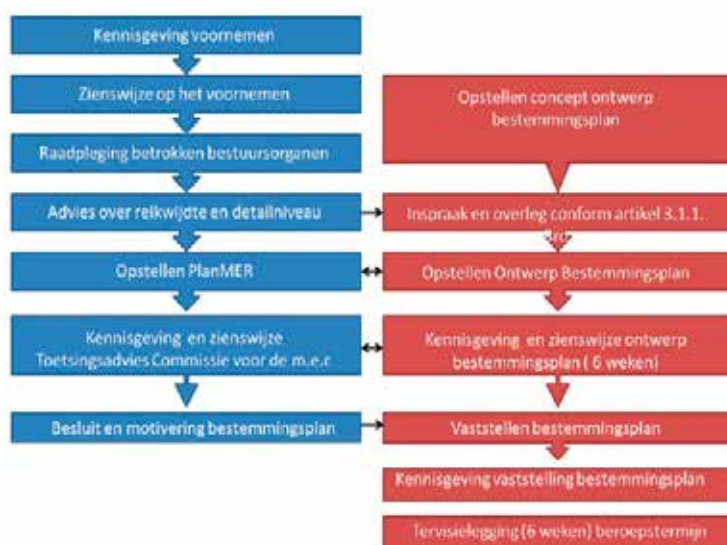 Kennisgeving voornemen
Zienswijze op het voornemen
Raadpleging betrokken bestuursorganen
Advies over reikwijdte en detailniveau
Opstellen PlanMER
Kennisgeving en zienswijze
Toetsingsadvies Commissie voor de m.e.r.
Besluit en motivering bestemmingsplan
Opstellen concept ontwerp
bestemmingsplan
Inspraak en overleg conform artikel 3.1.1.
Opstellen Ontwerp Bestemmingsplan
Kennisgeving en zienswijze ontwerp
bestemmingsplan ( 6 weken)
Vaststellen bestemmingsplan
Kennisgeving vaststelling bestemmingsplan
Tervisielegging (6 weken) beroepstermijn